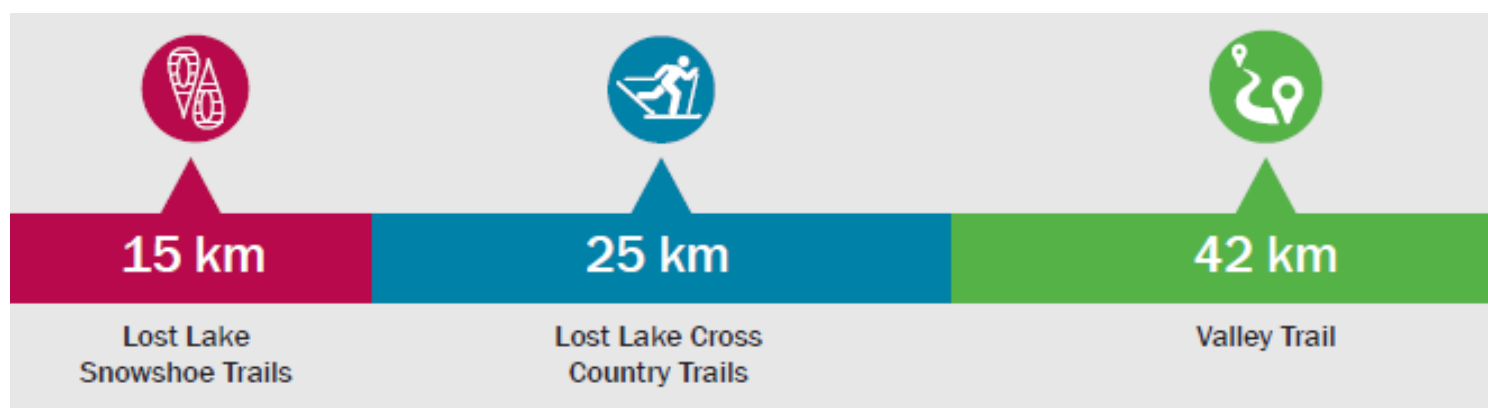 15 km
25 km
42 km
Lost Lake
Snowshoe Trails
Lost Lake Cross
Country Trails
Valley Trail